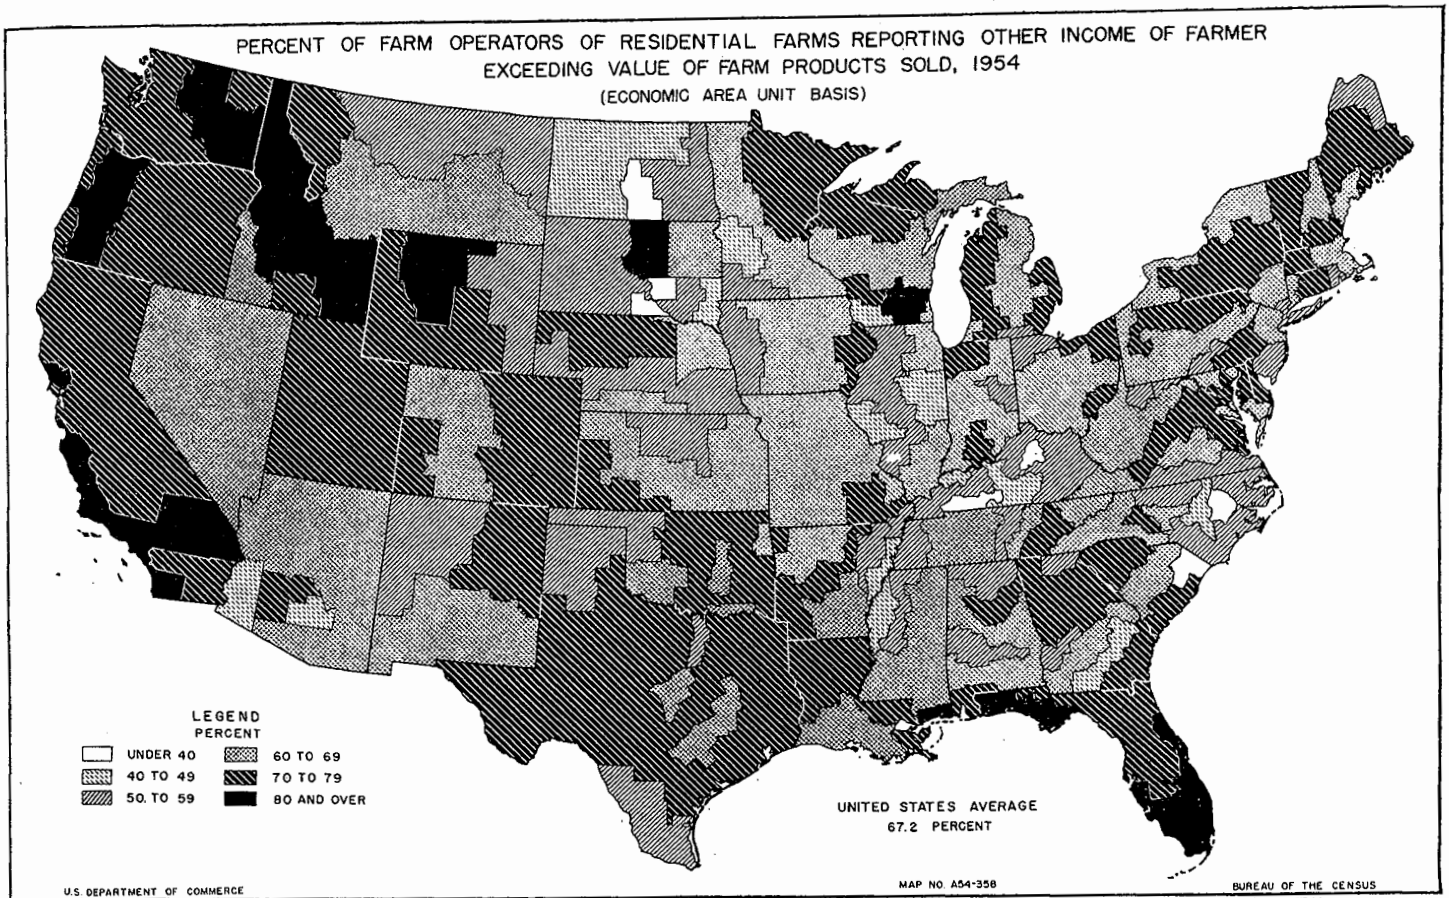 PERCENT OF FARM OPERATORS OF RESIDENTIAL FARMS REPORTING OTHER INCOME OF FARMER
EXCEEDING VALUE OF FARM PRODUCTS SOLD, 1954
(ECONOMIC AREA UNIT BASIS)
LEGEND
PERCENT
UNDER 40
60 TO 69
40 TO 49
70 TO 79
50. TO 59
80 AND OVER
UNITED STATES AVERAGE
67.2 PERCENT
U.S. DEPARTMENT OF COMMERCE
MAP NO. A54-358
BUREAU OF THE CENSUS